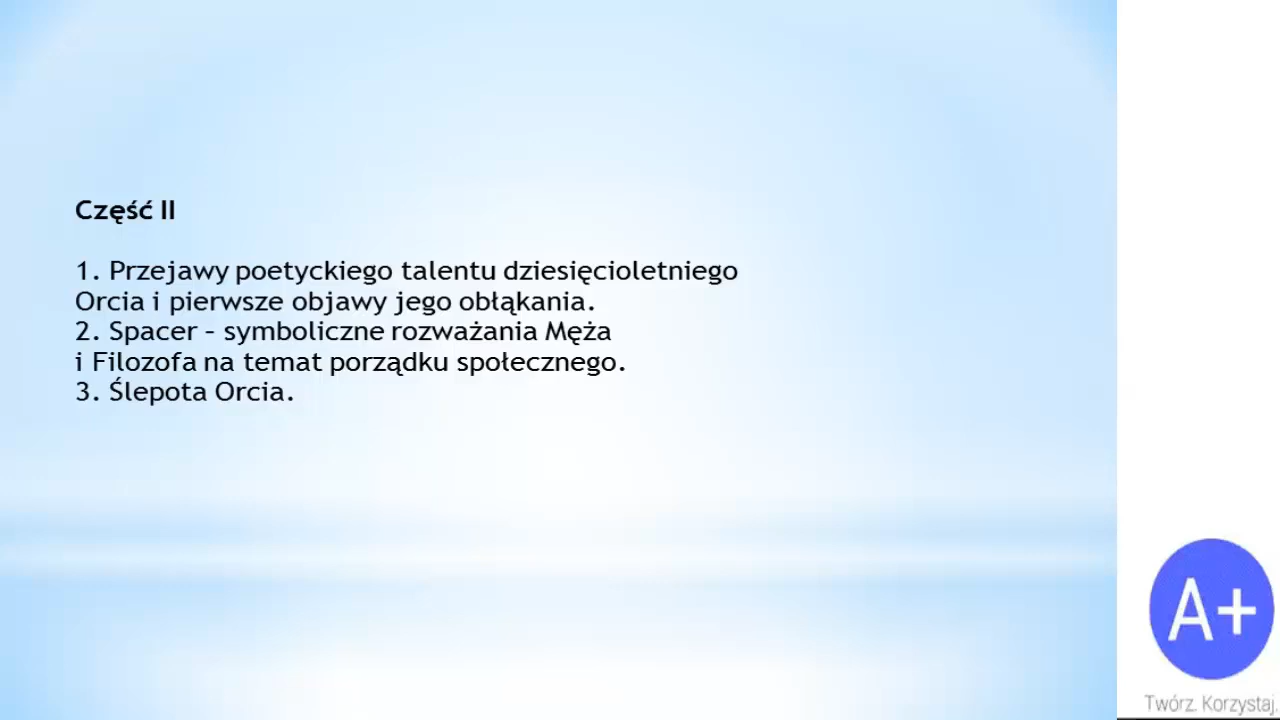 Część II
1. Przejawy poetyckiego talentu dziesięcioletniego
Orcia i pierwsze objawy jego obłąkania.
2. Spacer – symboliczne rozważania Męża
i Filozofa na temat porządku społecznego.
3. Ślepota Orcia.
A+
Twórz. Korzystaj.